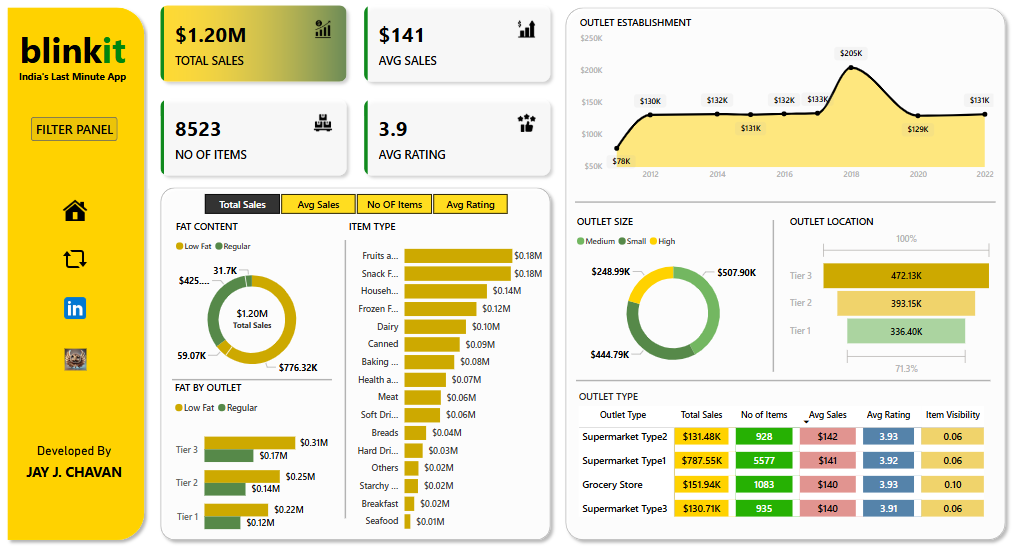 blinkit
India's Last Minute App
FILTER PANEL
in
Developed By
JAY J. CHAVAN
$1.20M
TOTAL SALES
$141
AVG SALES
8523
NO OF ITEMS
3.9
AVG RATING
Total Sales Avg Sales No OF Items Avg Rating
FAT CONTENT
Low Fat Regular
31.7K
$425....
$1.20M
Total Sales
59.07K
$776.32K
FAT BY OUTLET
Low Fat Regular
Tier 3 $0.31M
$0.17M
Tier 2 $0.25M
$0.14M
Tier 1 $0.22M
$0.12M
ITEM TYPE
Fruits a... $0.18M
Snack F... $0.18M
Househ... $0.14M
Frozen F... $0.12M
Dairy $0.10M
Canned $0.09M
Baking ... $0.08M
Health a... $0.07M
Meat $0.06M
Soft Dri... $0.06M
Breads $0.04M
Hard Dri... $0.03M
Others $0.02M
Starchy ... $0.02M
Breakfast $0.02M
Seafood $0.01M
OUTLET ESTABLISHMENT
$250K
$200K
$150K
$100K
$50K
$78K $130K $132K $131K $132K $133K $205K $129K $131K
2012 2014 2016 2018 2020 2022
OUTLET SIZE
Medium Small High
$248.99K
$507.90K
$444.79K
OUTLET LOCATION
100%
Tier 3 472.13K
Tier 2 393.15K
Tier 1 336.40K
71.3%
OUTLET TYPE
Outlet Type Total Sales No of Items Avg Sales Avg Rating Item Visibility
Supermarket Type2 $131.48K 928 $142 3.93 0.06
Supermarket Type1 $787.55K 5577 $141 3.92 0.06
Grocery Store $151.94K 1083 $140 3.93 0.10
Supermarket Type3 $130.71K 935 $140 3.91 0.06